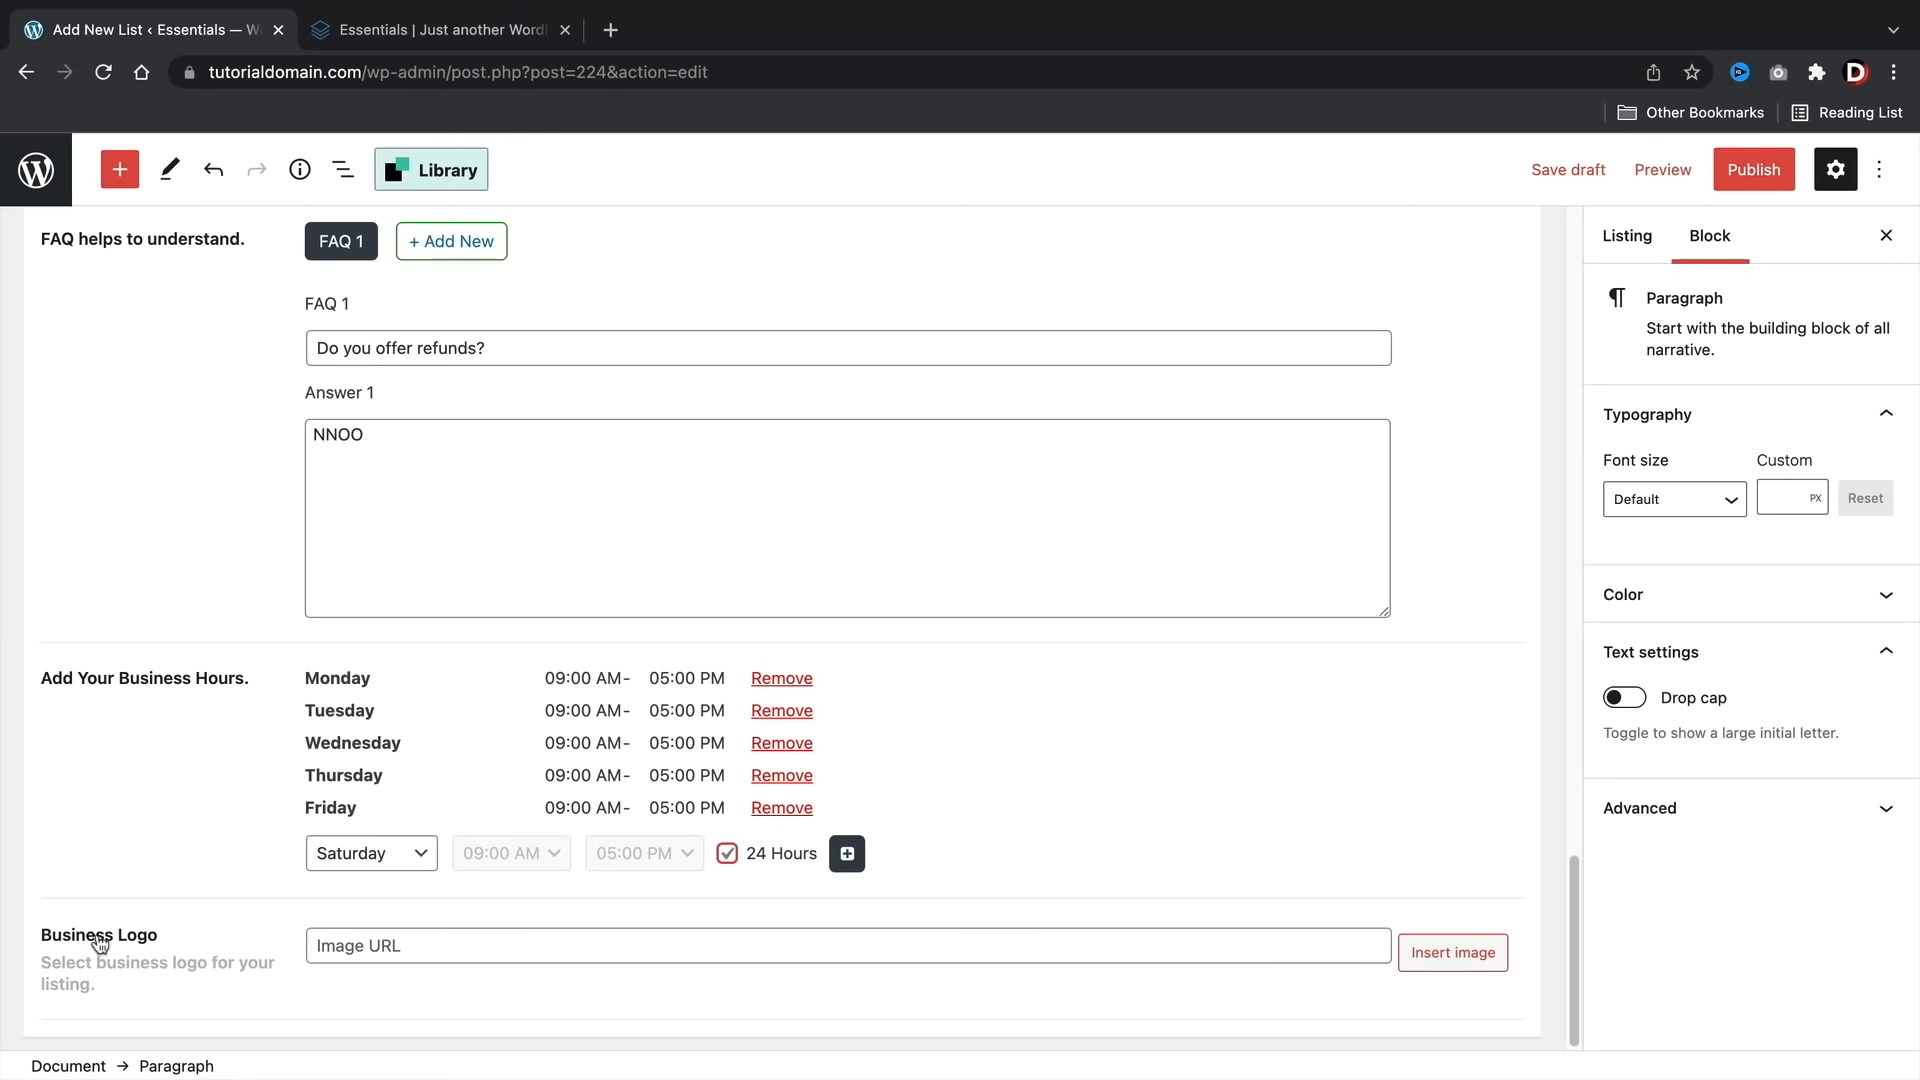 Add New List ‹ Essentials — W
Essentials | Just another Word
tutorialdomain.com/wp-admin/post.php?post=224&action=edit
Other Bookmarks
Reading List
Library
Save draft
Preview
Publish
FAQ helps to understand.
FAQ 1
+ Add New
FAQ 1
Do you offer refunds?
Answer 1
NNOO
Add Your Business Hours.
Monday 09:00 AM- 05:00 PM Remove
Tuesday 09:00 AM- 05:00 PM Remove
Wednesday 09:00 AM- 05:00 PM Remove
Thursday 09:00 AM- 05:00 PM Remove
Friday 09:00 AM- 05:00 PM Remove
Saturday 09:00 AM 05:00 PM 24 Hours
Business Logo
Select business logo for your
listing.
Image URL
Insert image
Listing
Block
Paragraph
Start with the building block of all
narrative.
Typography
Font size
Custom
Default
PX
Reset
Color
Text settings
Drop cap
Toggle to show a large initial letter.
Advanced
Document → Paragraph